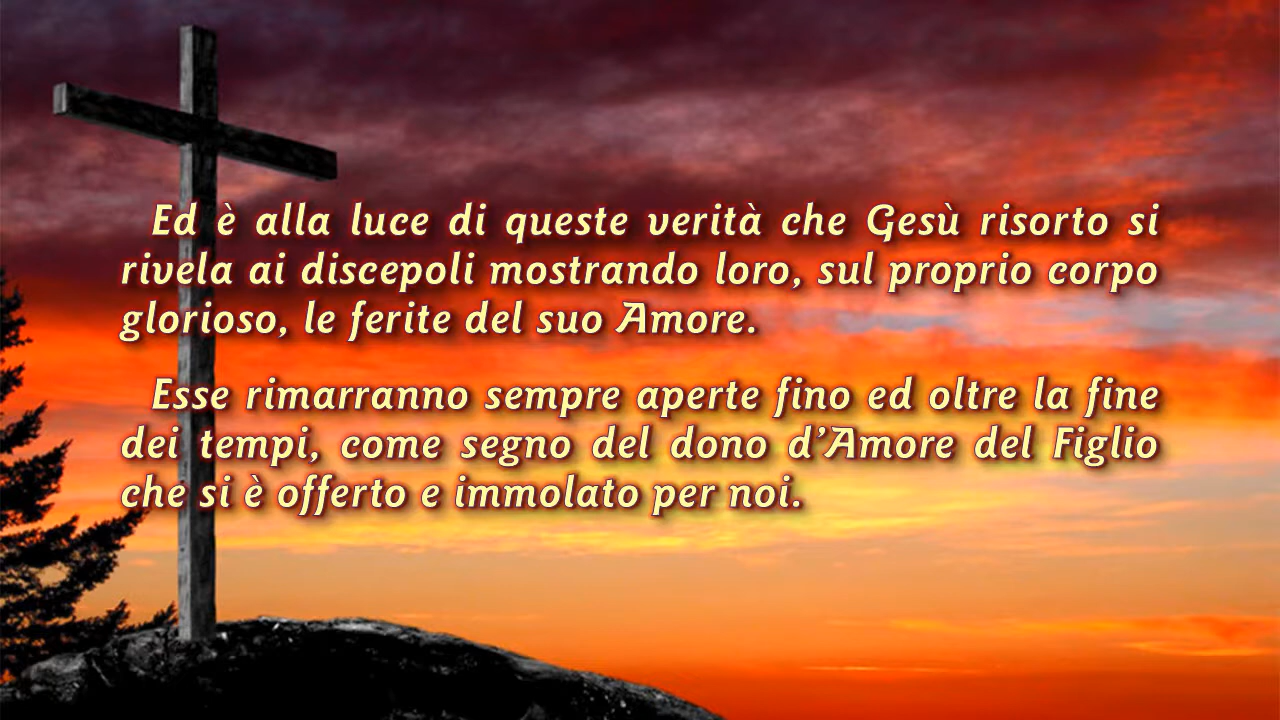 Ed è alla luce di queste verità che Gesù risorto si
rivela ai discepoli mostrando loro, sul proprio corpo
glorioso, le ferite del suo Amore.
Esse rimarranno sempre aperte fino ed oltre la fine
dei tempi, come segno del dono d’Amore del Figlio
che si è offerto e immolato per noi.